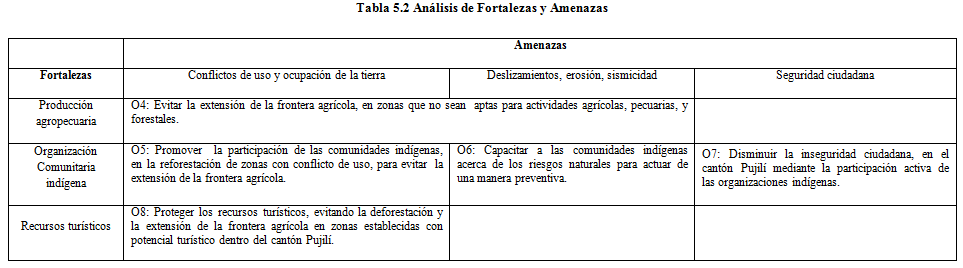 Tabla 5.2 Análisis de Fortalezas y Amenazas
Amenazas
Fortalezas
Conflictos de uso y ocupación de la tierra
Deslizamientos, erosión, sismicidad
Seguridad ciudadana
Producción
agropecuaria
O4: Evitar la extensión de la frontera agrícola, en zonas que no sean aptas para actividades agrícolas, pecuarias, y
forestales.
Organización
Comunitaria
indígena
O5: Promover la participación de las comunidades indígenas,
en la reforestación de zonas con conflicto de uso, para evitar la
extensión de la frontera agrícola.
O6: Capacitar a las comunidades indígenas
acerca de los riesgos naturales para actuar de
una manera preventiva.
O7: Disminuir la inseguridad ciudadana, en el
cantón Pujilí mediante la participación activa de
las organizaciones indígenas.
Recursos turísticos
O8: Proteger los recursos turísticos, evitando la deforestación y
la extensión de la frontera agrícola en zonas establecidas con
potencial turístico dentro del cantón Pujilí.